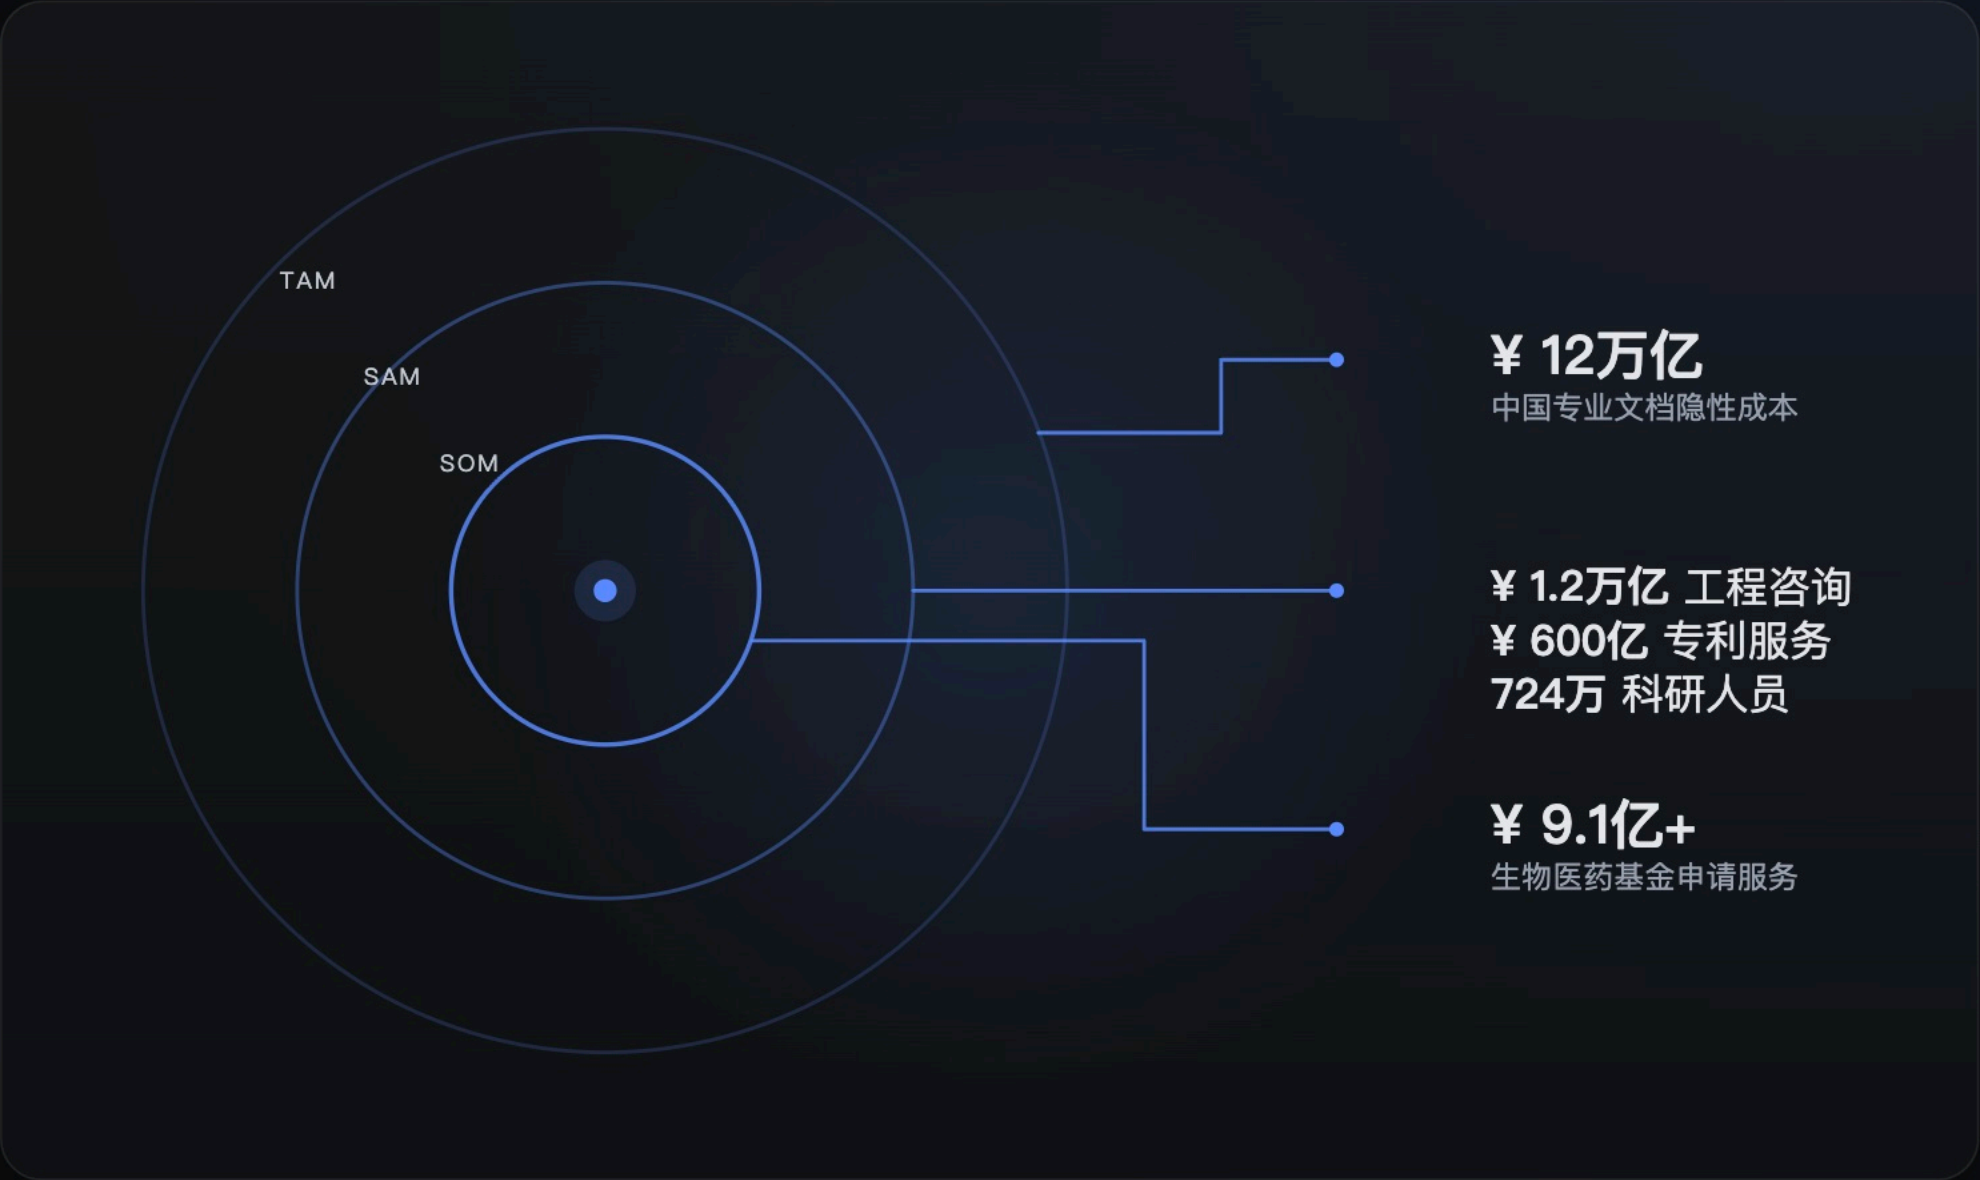 TAM
SAM
SOM
¥ 12万亿
中国专业文档隐性成本
¥ 1.2万亿 工程咨询
¥ 600亿 专利服务
724万 科研人员
¥ 9.1亿+
生物医药基金申请服务